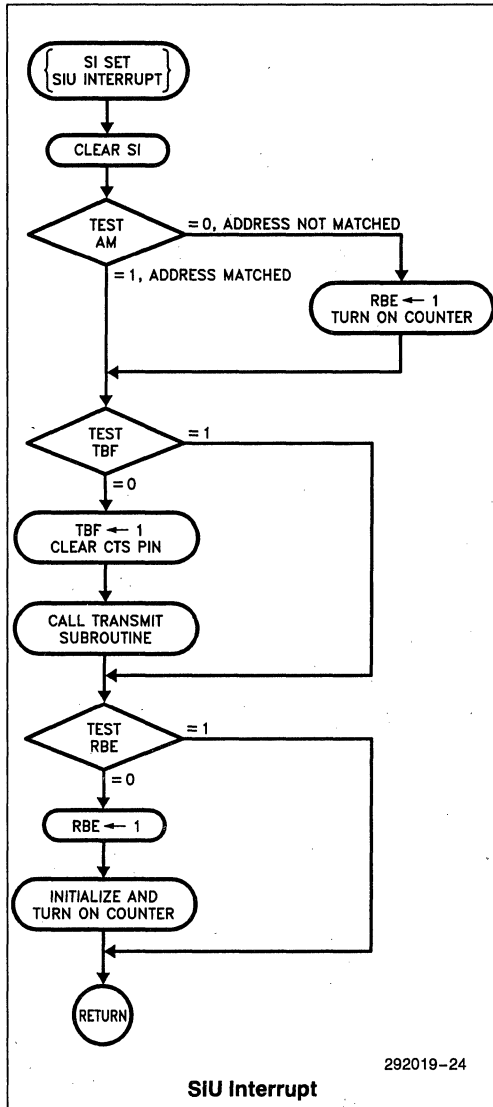 SI SET
SIU INTERRUPT
CLEAR SI
TEST
AM
= 0, ADDRESS NOT MATCHED
= 1, ADDRESS MATCHED
RBE ← 1
TURN ON COUNTER
TEST
TBF
= 1
= 0
TBF ← 1
CLEAR CTS PIN
CALL TRANSMIT
SUBROUTINE
TEST
RBE
= 1
= 0
RBE ← 1
INITIALIZE AND
TURN ON COUNTER
RETURN
292019-24
SiU Interrupt